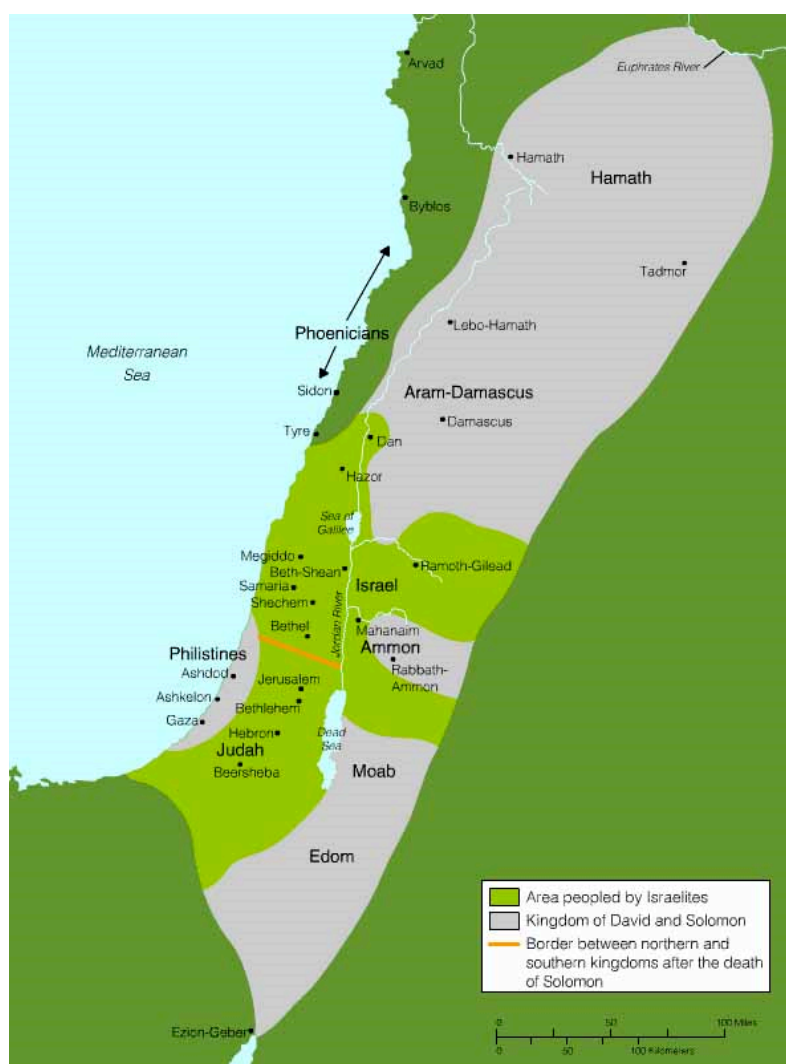 Arvad
Euphrates River
Hamath
Hamath
Byblos
Tadmor
Lebo-Hamath
Phoenicians
Mediterranean
Sea
Sidon
Aram-Damascus
Damascus
Tyre
Dan
Hazor
Sea of
Galilee
Megiddo
Beth-Shean
Ramoth-Gilead
Samaria
Israel
Shechem
Jordan River
Mahanaim
Bethel
Ammon
Philistines
Rabbath-
Ammon
Ashdod
Jerusalem
Ashkelon
Bethlehem
Gaza
Hebron
Dead
Sea
Judah
Beersheba
Moab
Edom
Area peopled by Israelites
Kingdom of David and Solomon
Border between northern and
southern kingdoms after the death
of Solomon
Ezion-Geber
0 50 100 Miles
0 50 100 Kilometers